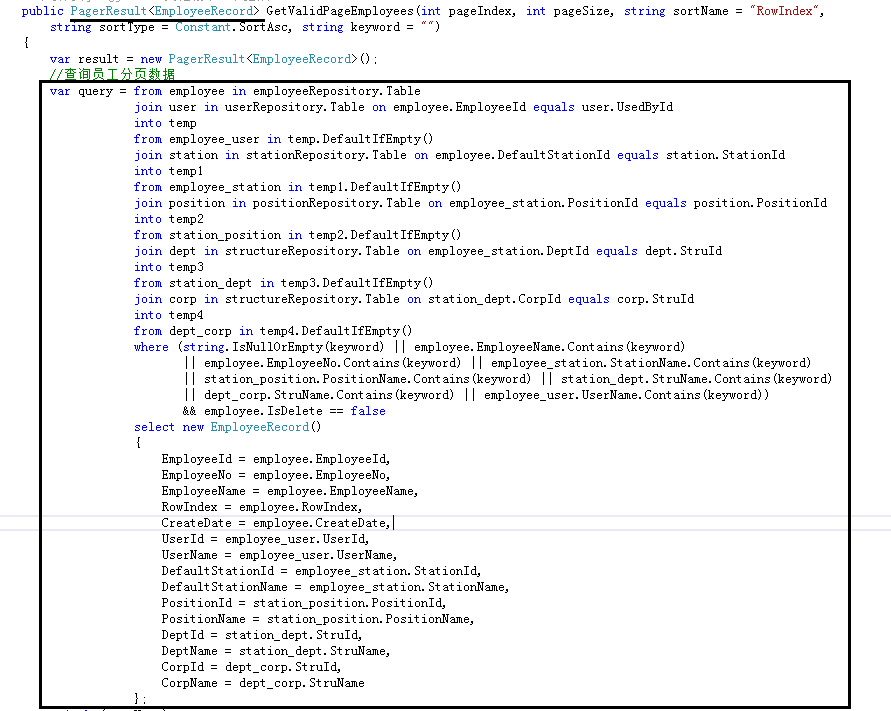 public PagerResult<EmployeeRecord> GetValidPageEmployees(int pageIndex, int pageSize, string sortName = "RowIndex",
string sortType = Constant.SortAsc, string keyword = "")
{
var result = new PagerResult<EmployeeRecord>();
//查询员工分页数据
var query = from employee in employeeRepository.Table
join user in userRepository.Table on employee.EmployeeId equals user.UsedById
into temp
from employee_user in temp.DefaultIfEmpty()
join station in stationRepository.Table on employee.DefaultStationId equals station.StationId
into temp1
from employee_station in temp1.DefaultIfEmpty()
join position in positionRepository.Table on employee_station.PositionId equals position.PositionId
into temp2
from station_position in temp2.DefaultIfEmpty()
join dept in structureRepository.Table on employee_station.DeptId equals dept.StruId
into temp3
from station_dept in temp3.DefaultIfEmpty()
join corp in structureRepository.Table on station_dept.CorpId equals corp.StruId
into temp4
from dept_corp in temp4.DefaultIfEmpty()
where (string.IsNullOrEmpty(keyword) || employee.EmployeeName.Contains(keyword)
|| employee.EmployeeNo.Contains(keyword) || employee_station.StationName.Contains(keyword)
|| station_position.PositionName.Contains(keyword) || station_dept.StruName.Contains(keyword)
|| dept_corp.StruName.Contains(keyword) || employee_user.UserName.Contains(keyword))
&& employee.IsDelete == false
select new EmployeeRecord()
{
EmployeeId = employee.EmployeeId,
EmployeeNo = employee.EmployeeNo,
EmployeeName = employee.EmployeeName,
RowIndex = employee.RowIndex,
CreateDate = employee.CreateDate,
UserId = employee_user.UserId,
UserName = employee_user.UserName,
DefaultStationId = employee_station.StationId,
DefaultStationName = employee_station.StationName,
PositionId = station_position.PositionId,
PositionName = station_position.PositionName,
DeptId = station_dept.StruId,
DeptName = station_dept.StruName,
CorpId = dept_corp.StruId,
CorpName = dept_corp.StruName
};